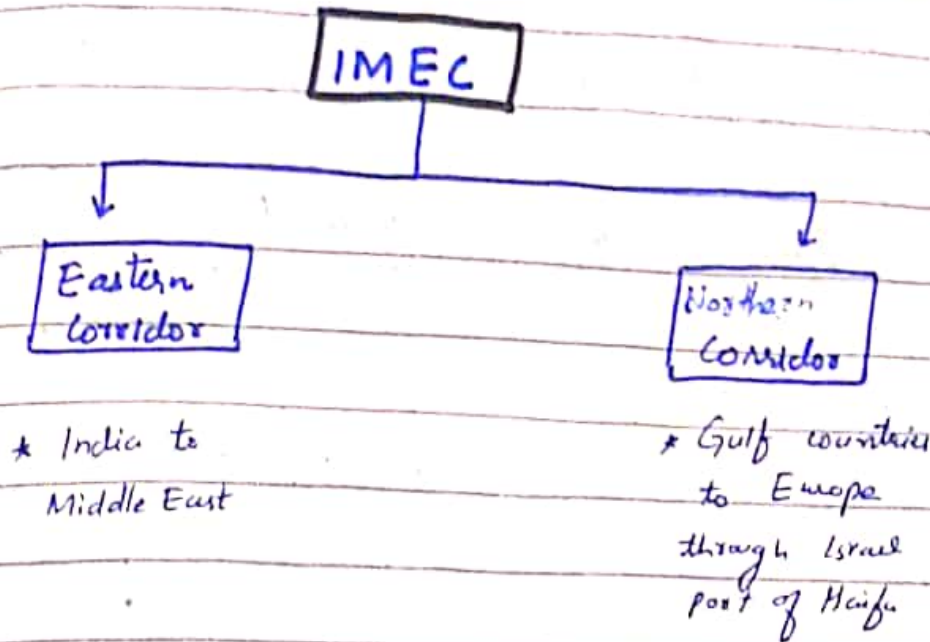 IMEC
Eastern
Corridor
Northern
Corridor
* India to
Middle East
* Gulf countries
to Europe
through Israel
port of Haifa